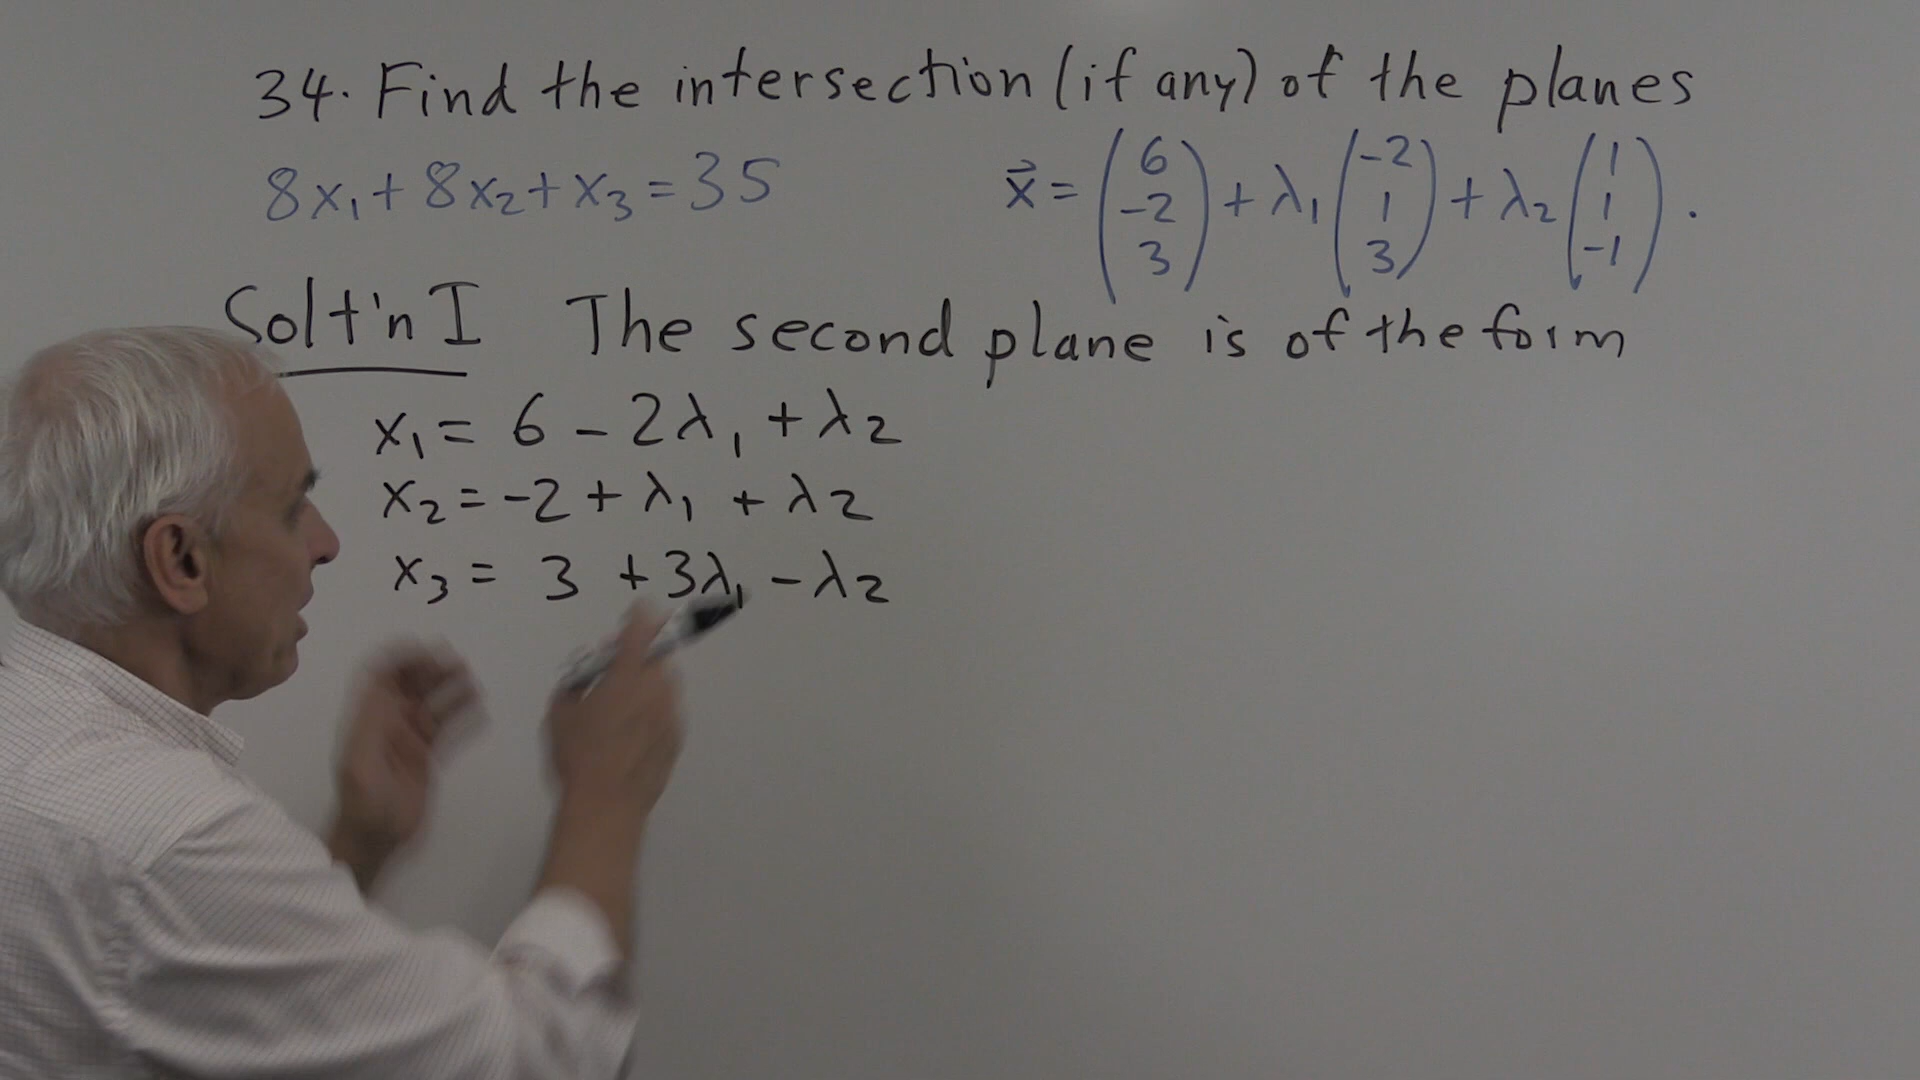 34. Find the intersection (if any) of the planes
8x₁ + 8x₂ + x₃ = 35    x⃗ = (6 -2 3) + λ₁ (-2 1 3) + λ₂ (1 1 -1).
Solt'n I The second plane is of the form
x₁ = 6 - 2λ₁ + λ₂
x₂ = -2 + λ₁ + λ₂
x₃ = 3 + 3λ₁ - λ₂